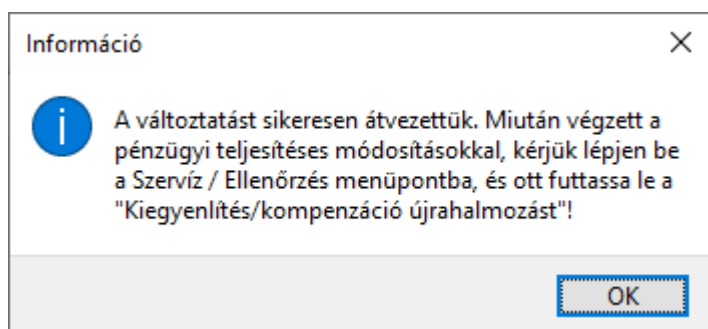 Információ
A változtatást sikeresen átvezettük. Miután végzett a
pénzügyi teljesítéses módosításokkal, kérjük lépjen be
a Szervíz / Ellenőrzés menüpontba, és ott futtassa le a
"Kiegyenlítés/kompenzáció újrahalmozást"!
OK